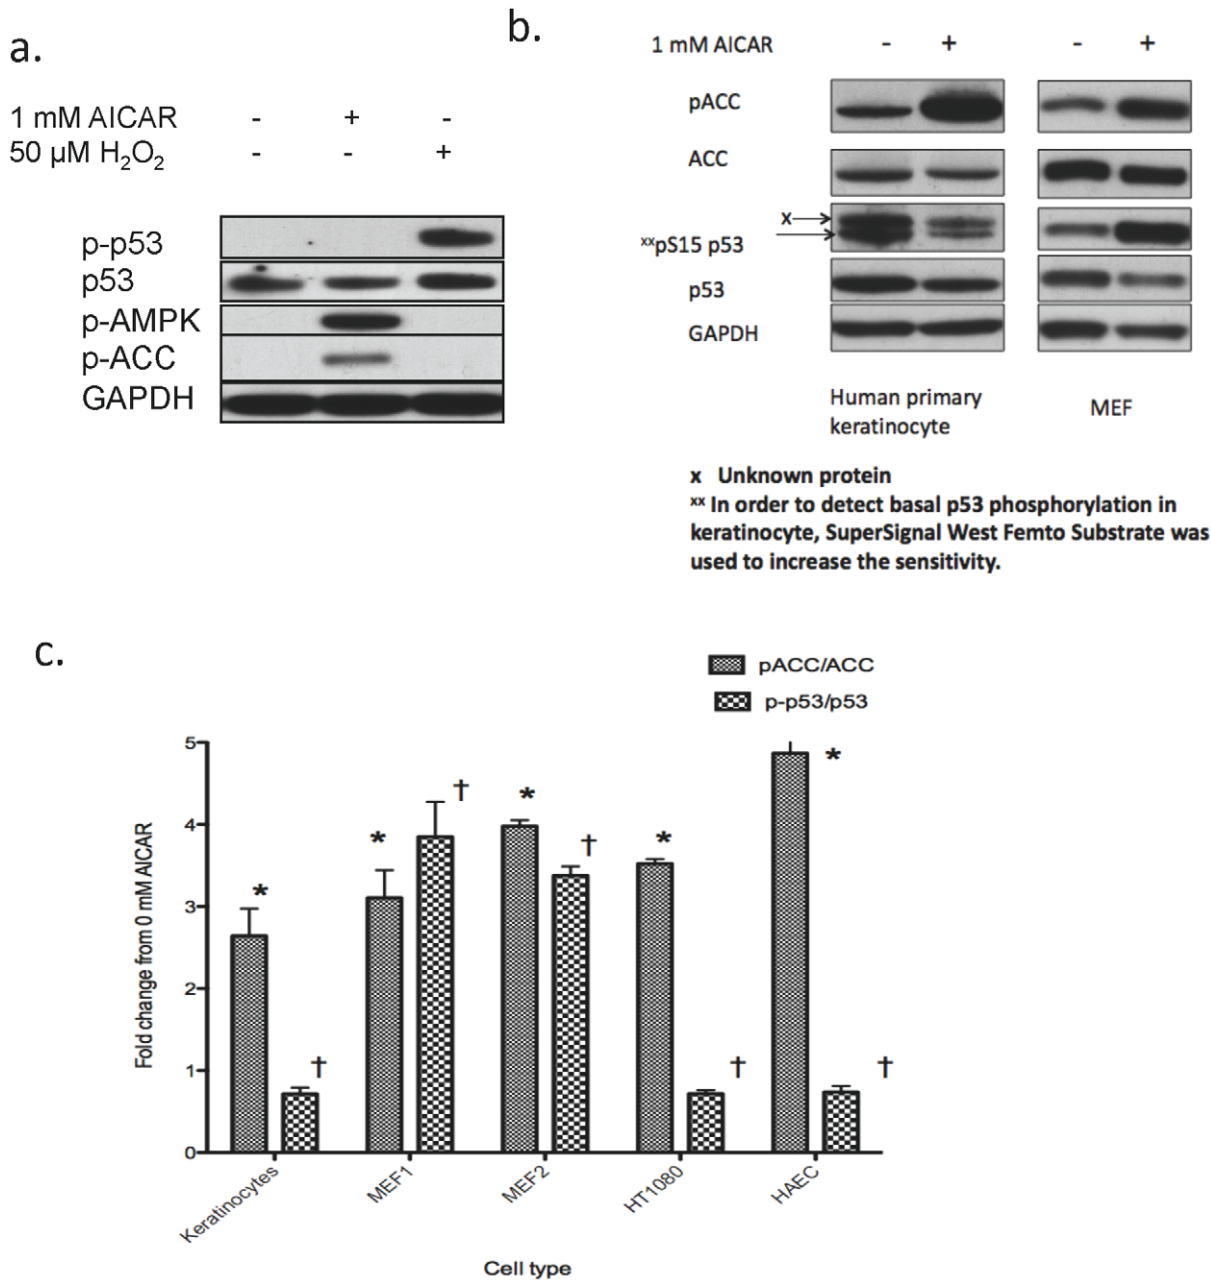 a.
1 mM AICAR - + -
50 µM H₂O₂ - - +
p-p53
p53
p-AMPK
p-ACC
GAPDH
b.
1 mM AICAR - + - +
pACC
ACC
x
ˣˣpS15 p53
p53
GAPDH
Human primary
keratinocyte
MEF
x Unknown protein
ˣˣ In order to detect basal p53 phosphorylation in
keratinocyte, SuperSignal West Femto Substrate was
used to increase the sensitivity.
c.
pACC/ACC
p-p53/p53
Fold change from 0 mM AICAR
5
4
3
2
1
0
* † * † * † * † * †
Keratinocytes
MEF1
MEF2
HT1080
HAEC
Cell type